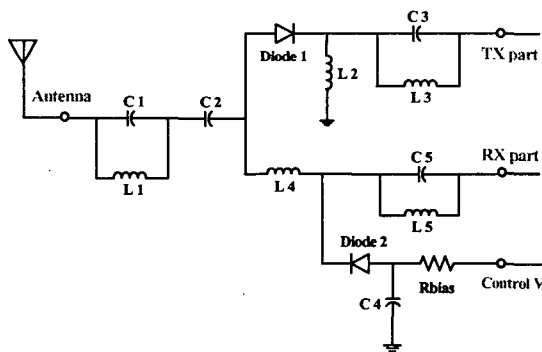 C 3
Diode 1
TX part
L 2
L 3
Antenna
C 1
C 2
L 1
L 4
C 5
RX part
L 5
Diode 2
C 4
Rbias
Control V